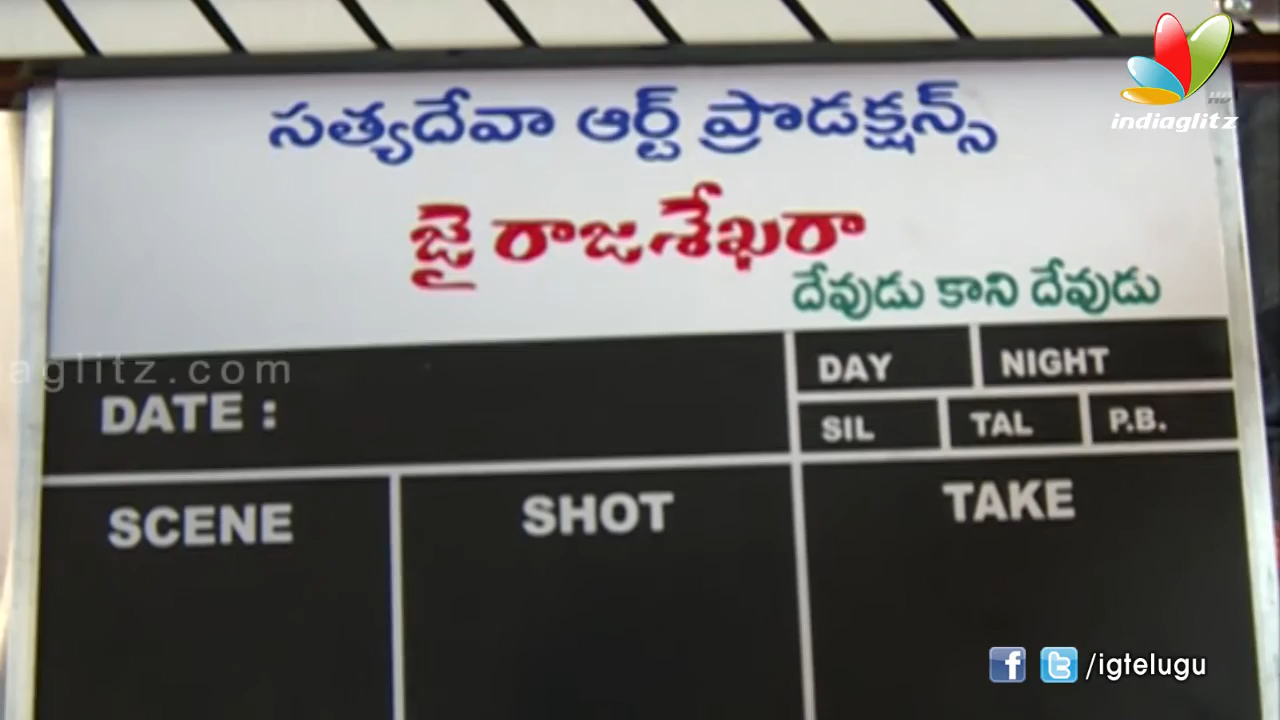 indiaglitz
సత్యదేవా ఆర్ట్ ప్రొడక్షన్స్
జై రాజశేఖరా
దేవుడు కాని దేవుడు
aglitz.com
DATE :
DAY NIGHT
SIL TAL P.B.
SCENE SHOT TAKE
/igtelugu